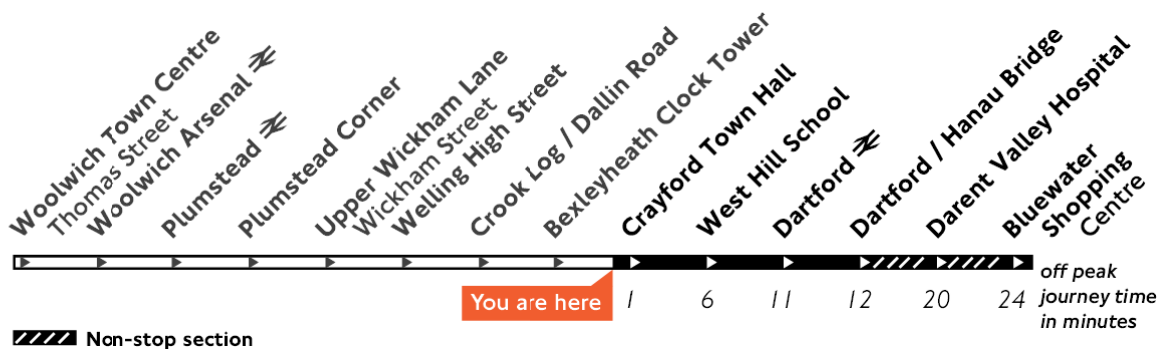 Woolwich Town Centre
Thomas Street
Woolwich Arsenal
Plumstead
Plumstead Corner
Upper Wickham Lane
Wickham Street
Welling High Street
Crook Log / Dallin Road
Bexleyheath Clock Tower
Crayford Town Hall
West Hill School
Dartford
Dartford / Hanau Bridge
Darent Valley Hospital
Bluewater
Shopping
Centre
You are here
1 6 11 12 20 24
off peak
journey time
in minutes
Non-stop section